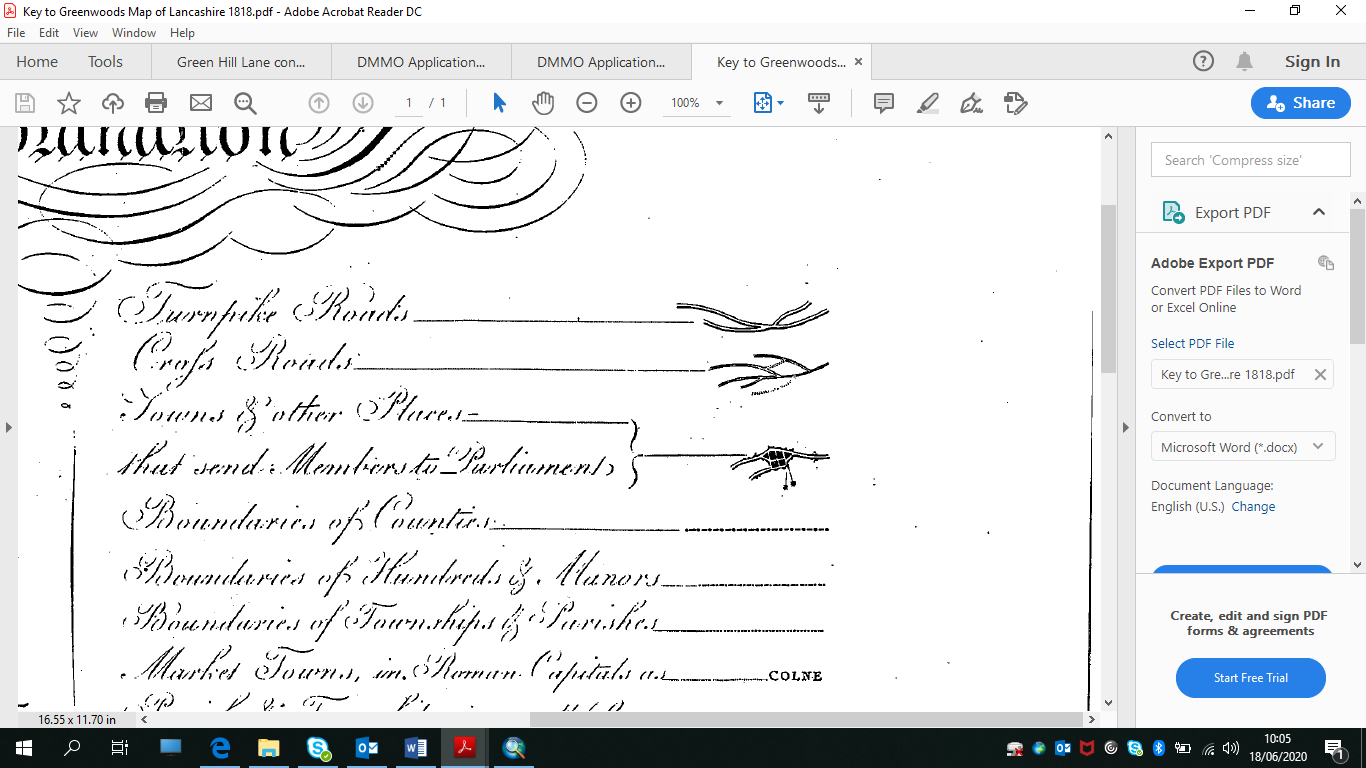 Key to Greenwoods Map of Lancashire 1818.pdf - Adobe Acrobat Reader DC
File Edit View Window Help
Home Tools Green Hill Lane con... DMMO Application... DMMO Application... Key to Greenwoods... Sign In
1 / 1 100% Share
Search 'Compress size'
Export PDF
Adobe Export PDF
Convert PDF Files to Word
or Excel Online
Select PDF File
Key to Gre...re 1818.pdf
Convert to
Microsoft Word (*.docx)
Document Language:
English (U.S.) Change
Create, edit and sign PDF
forms & agreements
Start Free Trial
Turnpike Roads
Croſs Roads
Towns & other Places
that send Members to Parliament
Boundaries of Counties
Boundaries of Hundreds & Manors
Boundaries of Townships & Parishes
Market Towns, in Roman Capitals as COLNE
16.55 x 11.70 in
10:05
18/06/2020
1